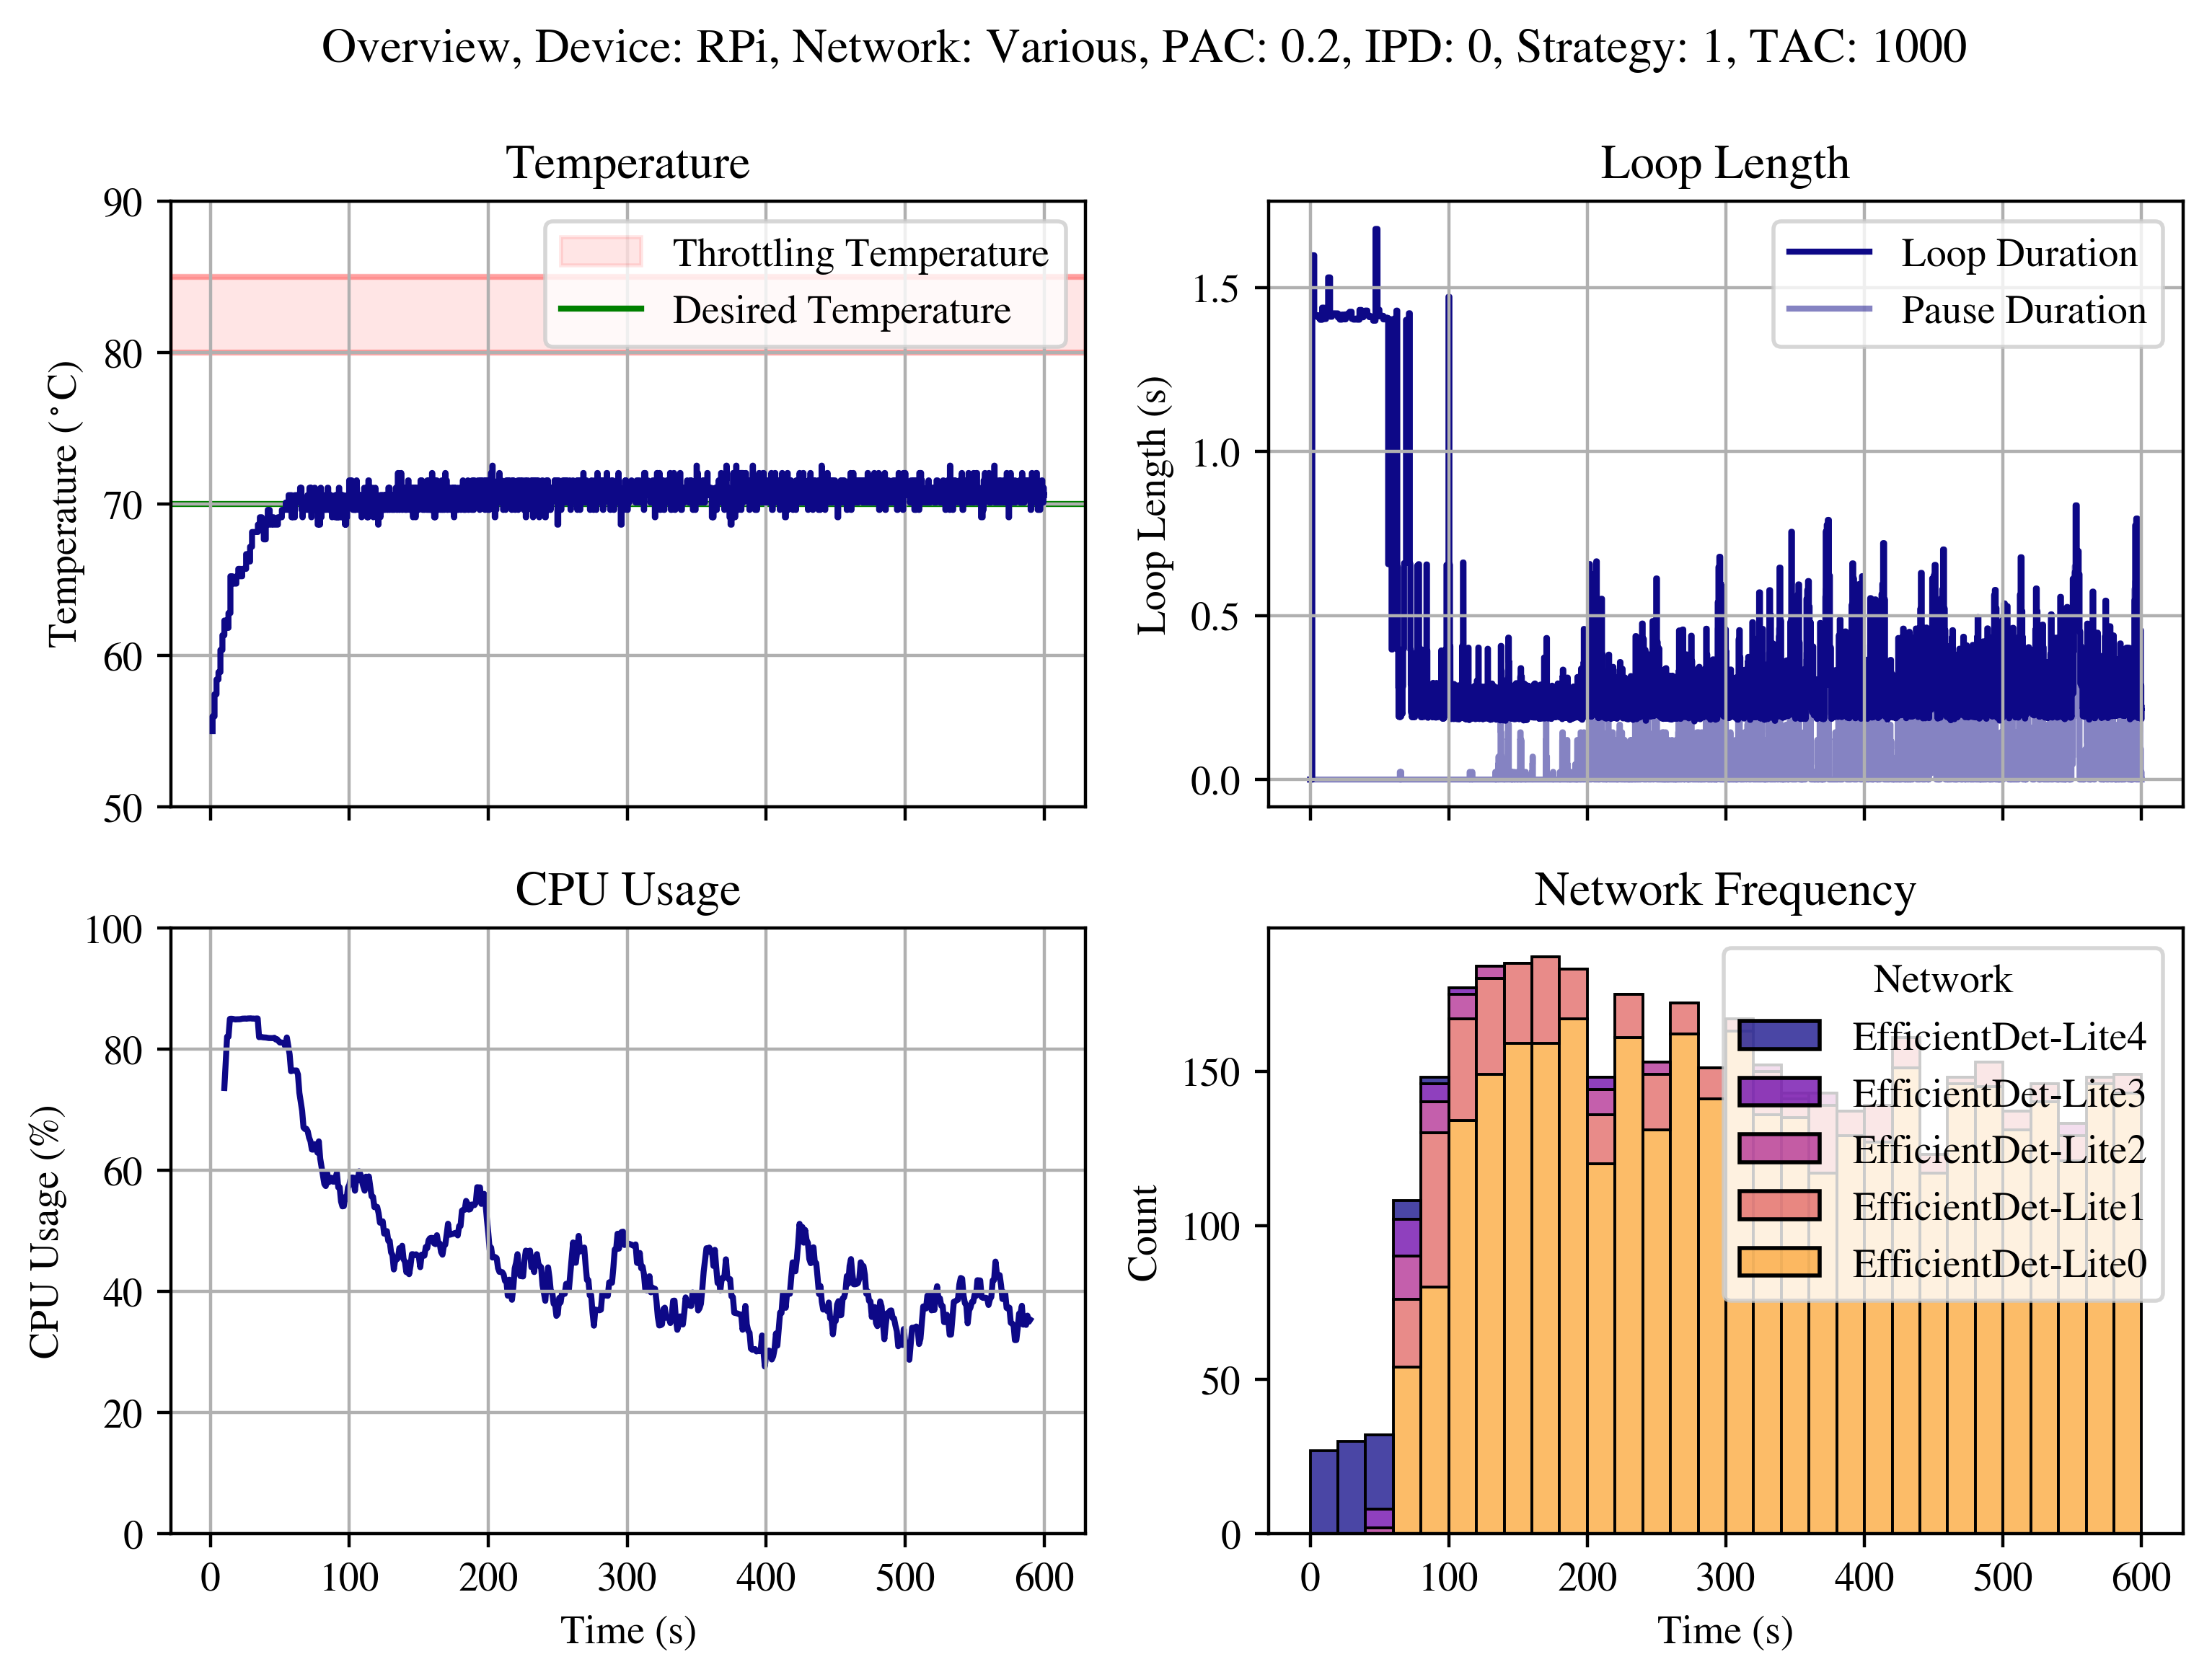 Overview, Device: RPi, Network: Various, PAC: 0.2, IPD: 0, Strategy: 1, TAC: 1000
Temperature
90
80
70
60
50
Temperature (°C)
Throttling Temperature
Desired Temperature
Loop Length
1.5
1.0
0.5
0.0
Loop Length (s)
Loop Duration
Pause Duration
CPU Usage
100
80
60
40
20
0
CPU Usage (%)
0 100 200 300 400 500 600
Time (s)
Network Frequency
150
100
50
0
Count
Network
EfficientDet-Lite4
EfficientDet-Lite3
EfficientDet-Lite2
EfficientDet-Lite1
EfficientDet-Lite0
0 100 200 300 400 500 600
Time (s)